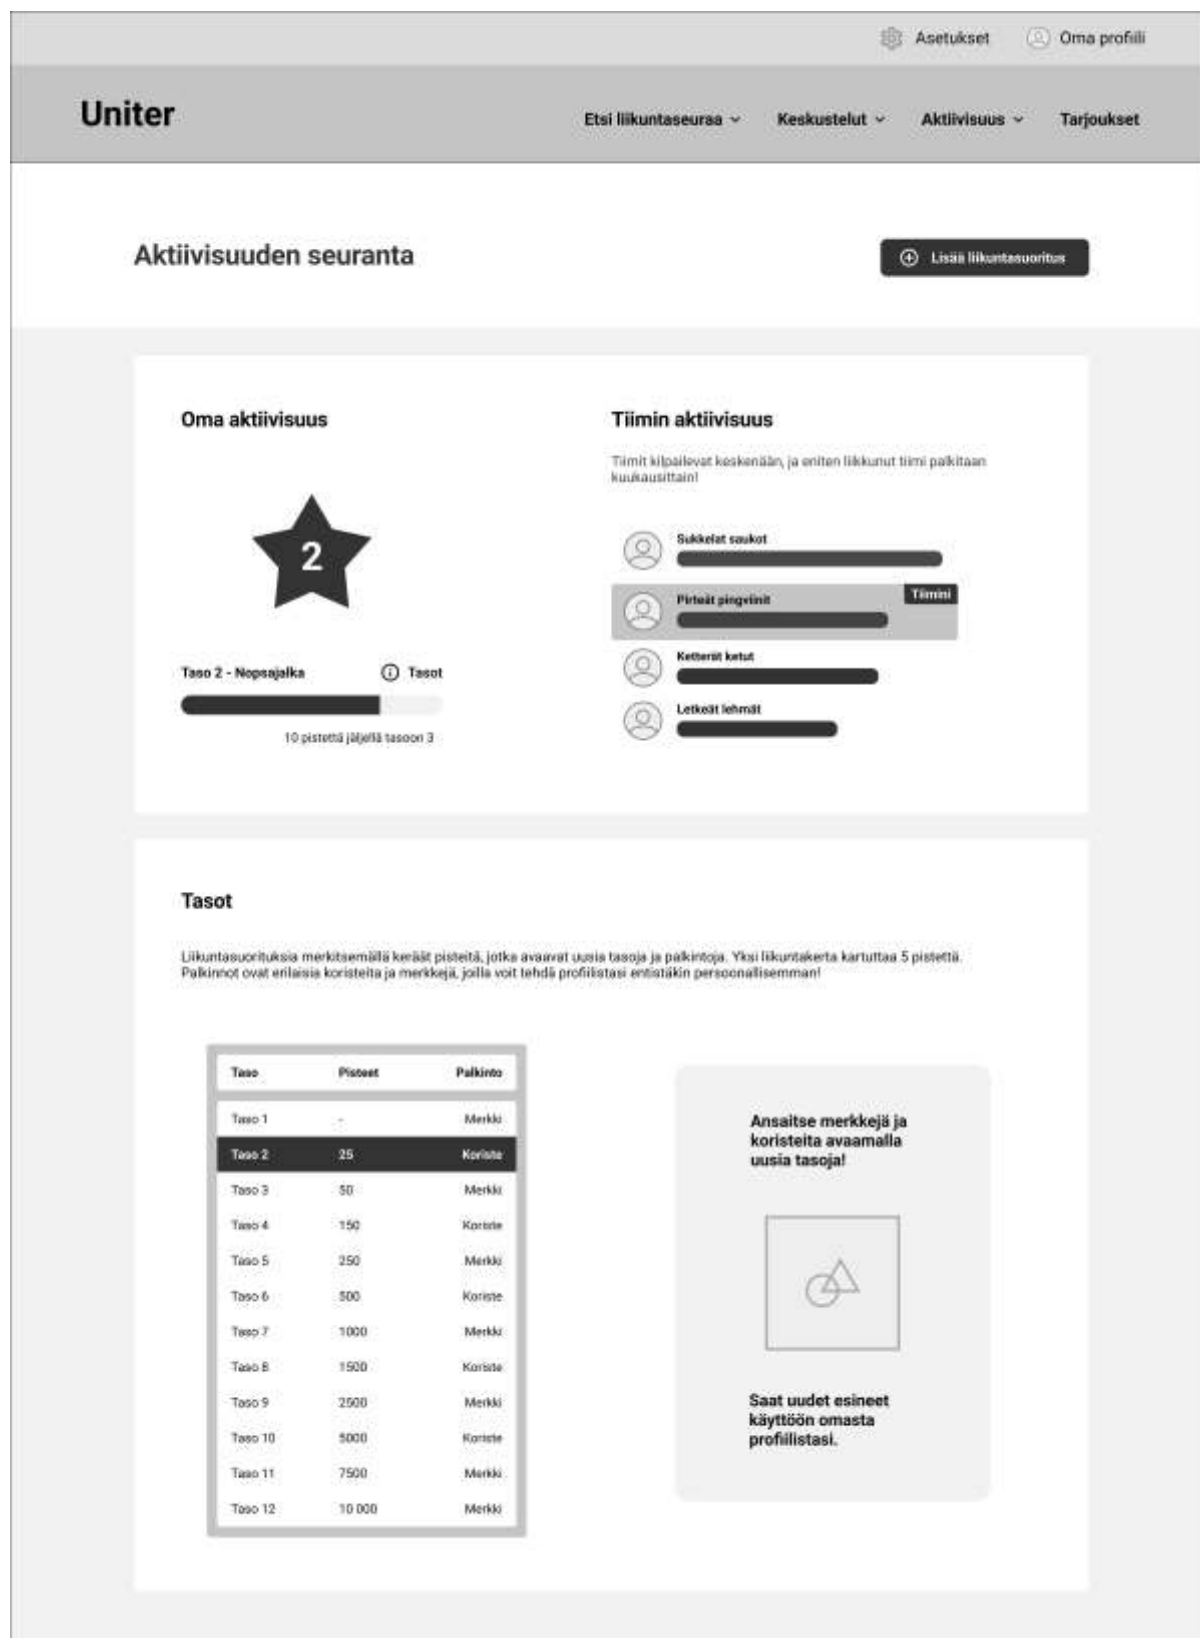 Asetukset Oma profiili
Uniter
Etsi liikuntaseuraa Keskustelut Aktiivisuus Tarjoukset
Aktiivisuuden seuranta
Lisää liikuntasuoritus
Oma aktiivisuus
2
Taso 2 - Nopsajalka Tasot
10 pistettä jäljellä tasoon 3
Tiimin aktiivisuus
Tiimit kilpailevat keskenään, ja eniten liikkunut tiimi palkitaan
kuukausittain!
Sukkelat saukot
Pirteät pingviinit Tiimini
Ketterät ketut
Letkeät lehmät
Tasot
Liikuntasuorituksia merkitsemällä keräät pisteitä, jotka avaavat uusia tasoja ja palkintoja. Yksi liikuntakerta kartuttaa 5 pistettä.
Palkinnot ovat erilaisia koristeita ja merkkejä, joilla voit tehdä profiilistasi entistäkin persoonallisemman!
Taso Pisteet Palkinto
Taso 1 - Merkki
Taso 2 25 Koriste
Taso 3 50 Merkki
Taso 4 150 Koriste
Taso 5 250 Merkki
Taso 6 500 Koriste
Taso 7 1000 Merkki
Taso 8 1500 Koriste
Taso 9 2500 Merkki
Taso 10 5000 Koriste
Taso 11 7500 Merkki
Taso 12 10 000 Merkki
Ansaitse merkkejä ja
koristeita avaamalla
uusia tasoja!
Saat uudet esineet
käyttöön omasta
profiilistasi.